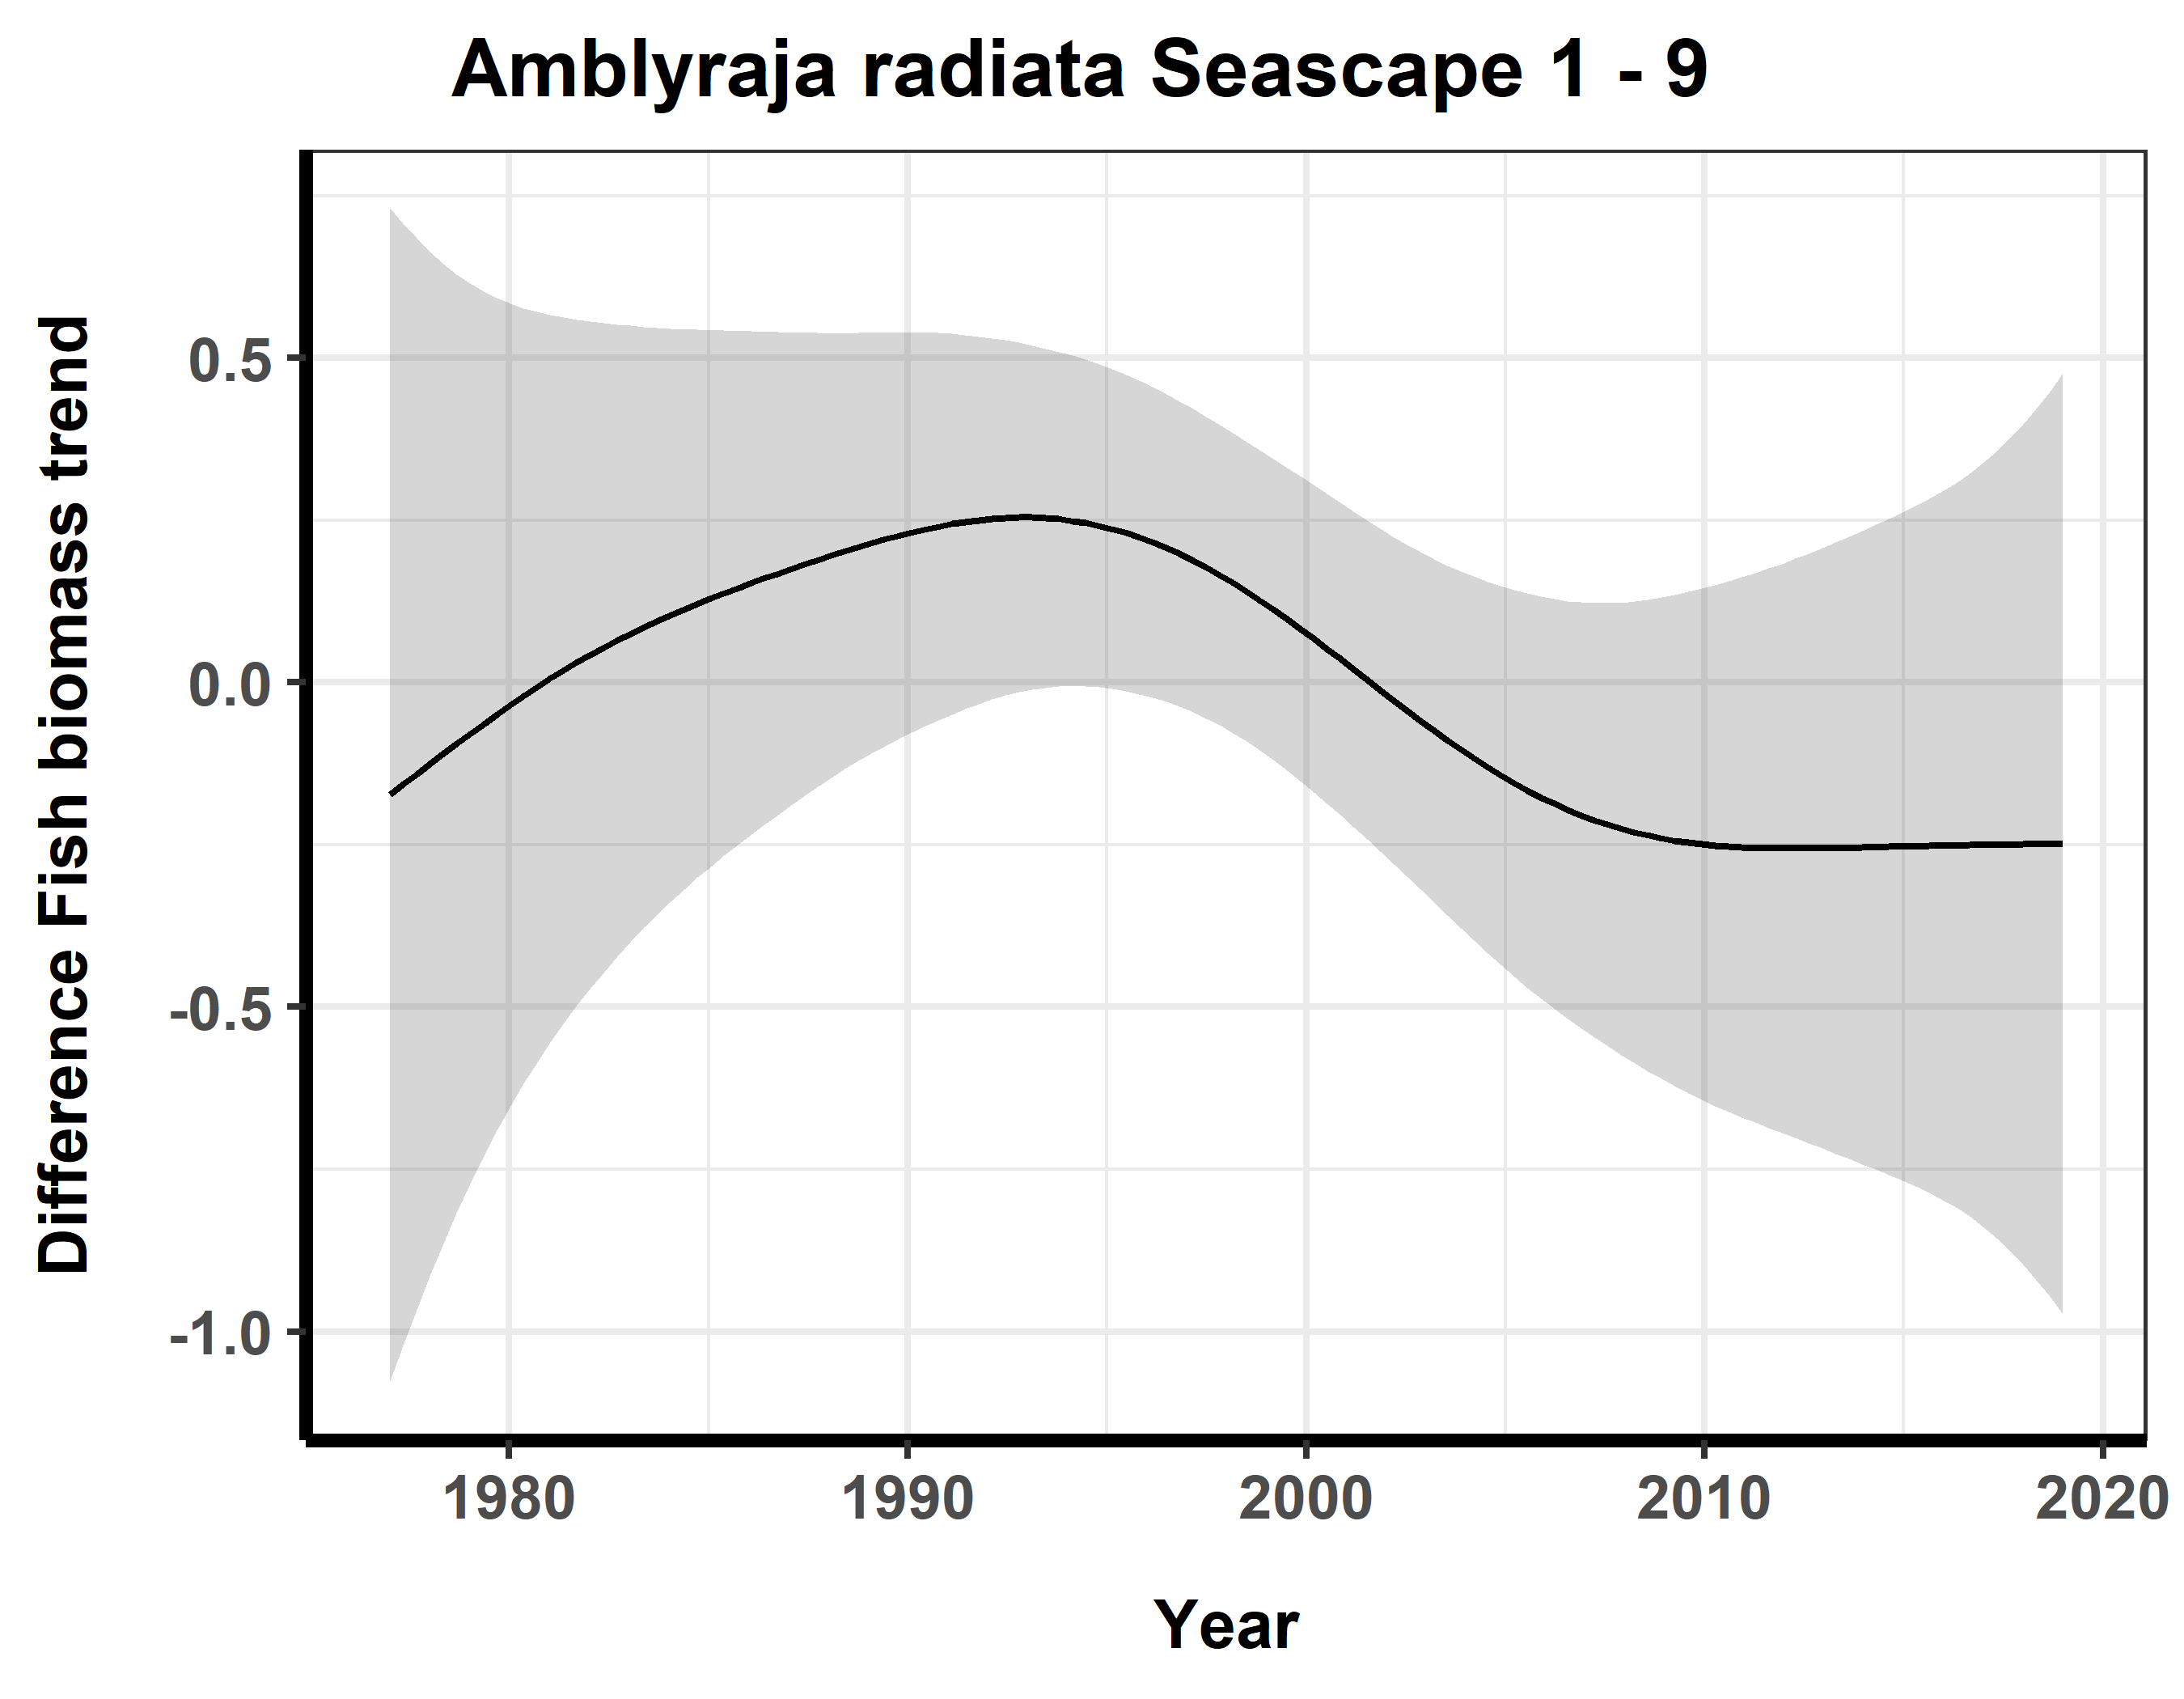 Amblyraja radiata Seascape 1 - 9
Difference Fish biomass trend
0.5
0.0
-0.5
-1.0
1980 1990 2000 2010 2020
Year